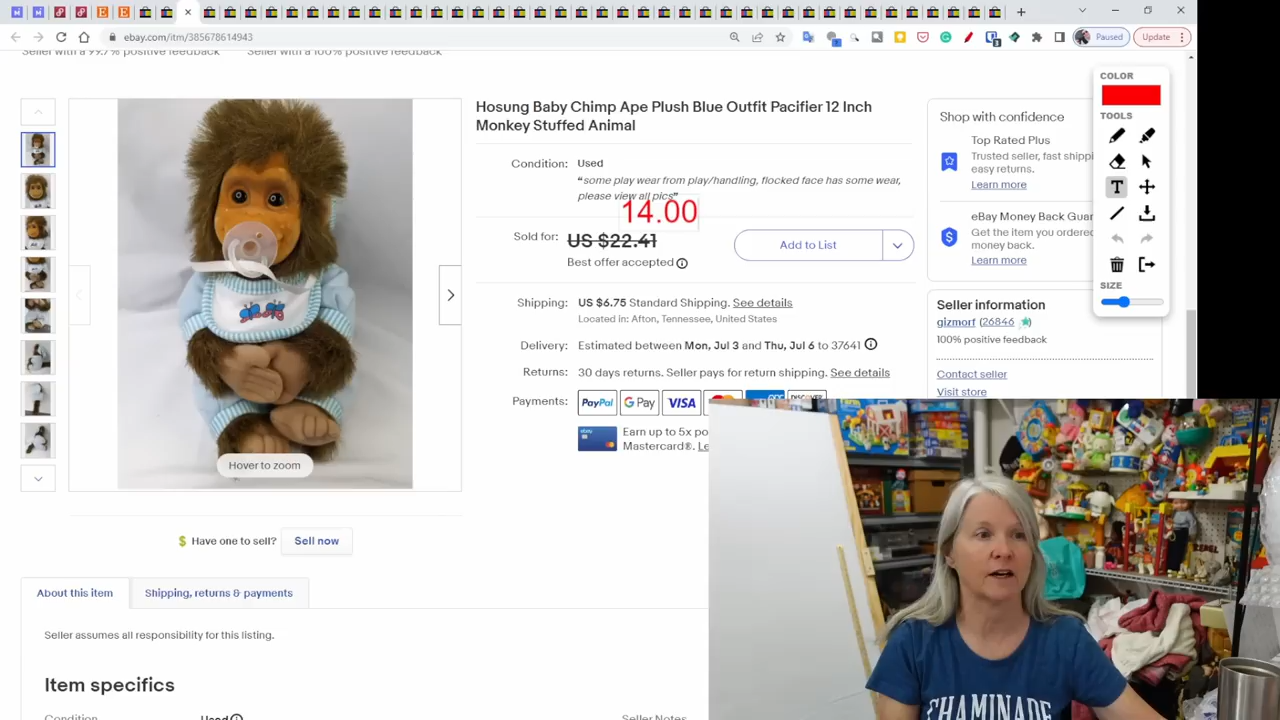 ebay.com/itm/385678614943
Paused
Update
Seller with a 99.7% positive feedback
Seller with a 100% positive feedback
Hosung Baby Chimp Ape Plush Blue Outfit Pacifier 12 Inch
Monkey Stuffed Animal
Condition:
Used
“some play wear from play/handling, flocked face has some wear,
please view all pics”
14.00
Sold for:
US $22.41
Best offer accepted
Add to List
Shipping:
US $6.75 Standard Shipping. See details
Located in: Afton, Tennessee, United States
Delivery:
Estimated between Mon, Jul 3 and Thu, Jul 6 to 37641
Returns:
30 days returns. Seller pays for return shipping. See details
Payments:
PayPal
G Pay
VISA
DISCOVER
Earn up to 5x po
Mastercard®. Le
Hover to zoom
Have one to sell?
Sell now
About this item
Shipping, returns & payments
Seller assumes all responsibility for this listing.
Item specifics
Condition
Used
Seller Notes
Shop with confidence
Top Rated Plus
Trusted seller, fast shippi
easy returns.
Learn more
eBay Money Back Guar
Get the item you ordered
money back.
Learn more
Seller information
gizmorf (26846
100% positive feedback
Contact seller
Visit store
COLOR
TOOLS
T
SIZE
CHAMINADE